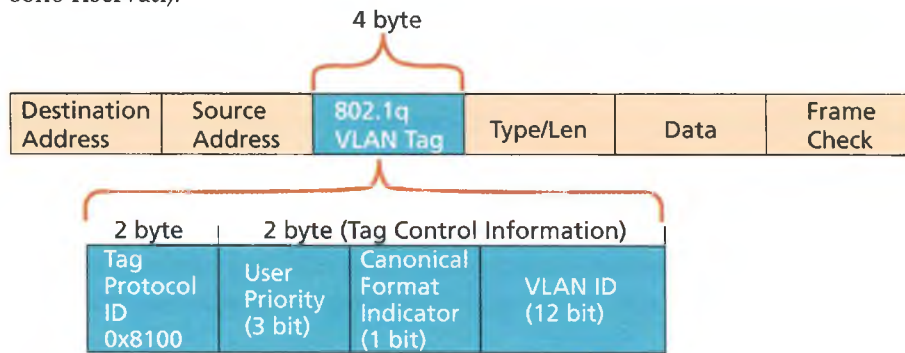 sono riservati).
4 byte
Destination Address
Source Address
802.1q VLAN Tag
Type/Len
Data
Frame Check
2 byte
2 byte (Tag Control Information)
Tag Protocol ID 0x8100
User Priority (3 bit)
Canonical Format Indicator (1 bit)
VLAN ID (12 bit)